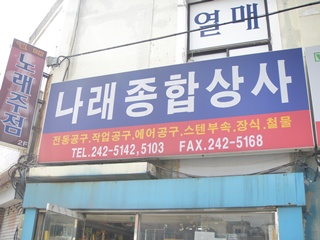 열매
노래주점
2F
나래종합상사
전동공구.작업공구.에어공구.스텐부속.장식.철물
TEL.242-5142,5103 FAX.242-5168